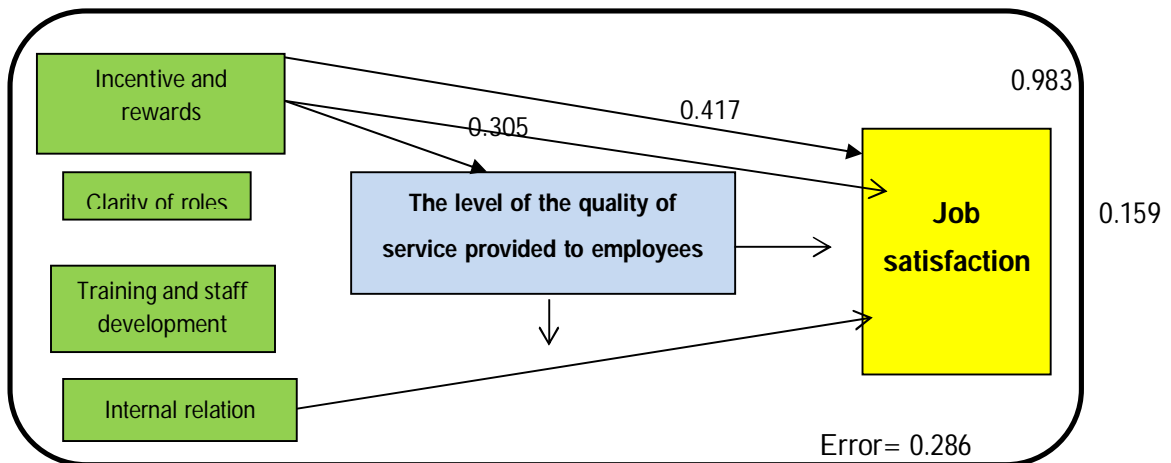 Incentive and
rewards
0.983
0.417
0.305
Clarity of roles
The level of the quality of
service provided to employees
Job
satisfaction
0.159
Training and staff
development
Internal relation
Error= 0.286